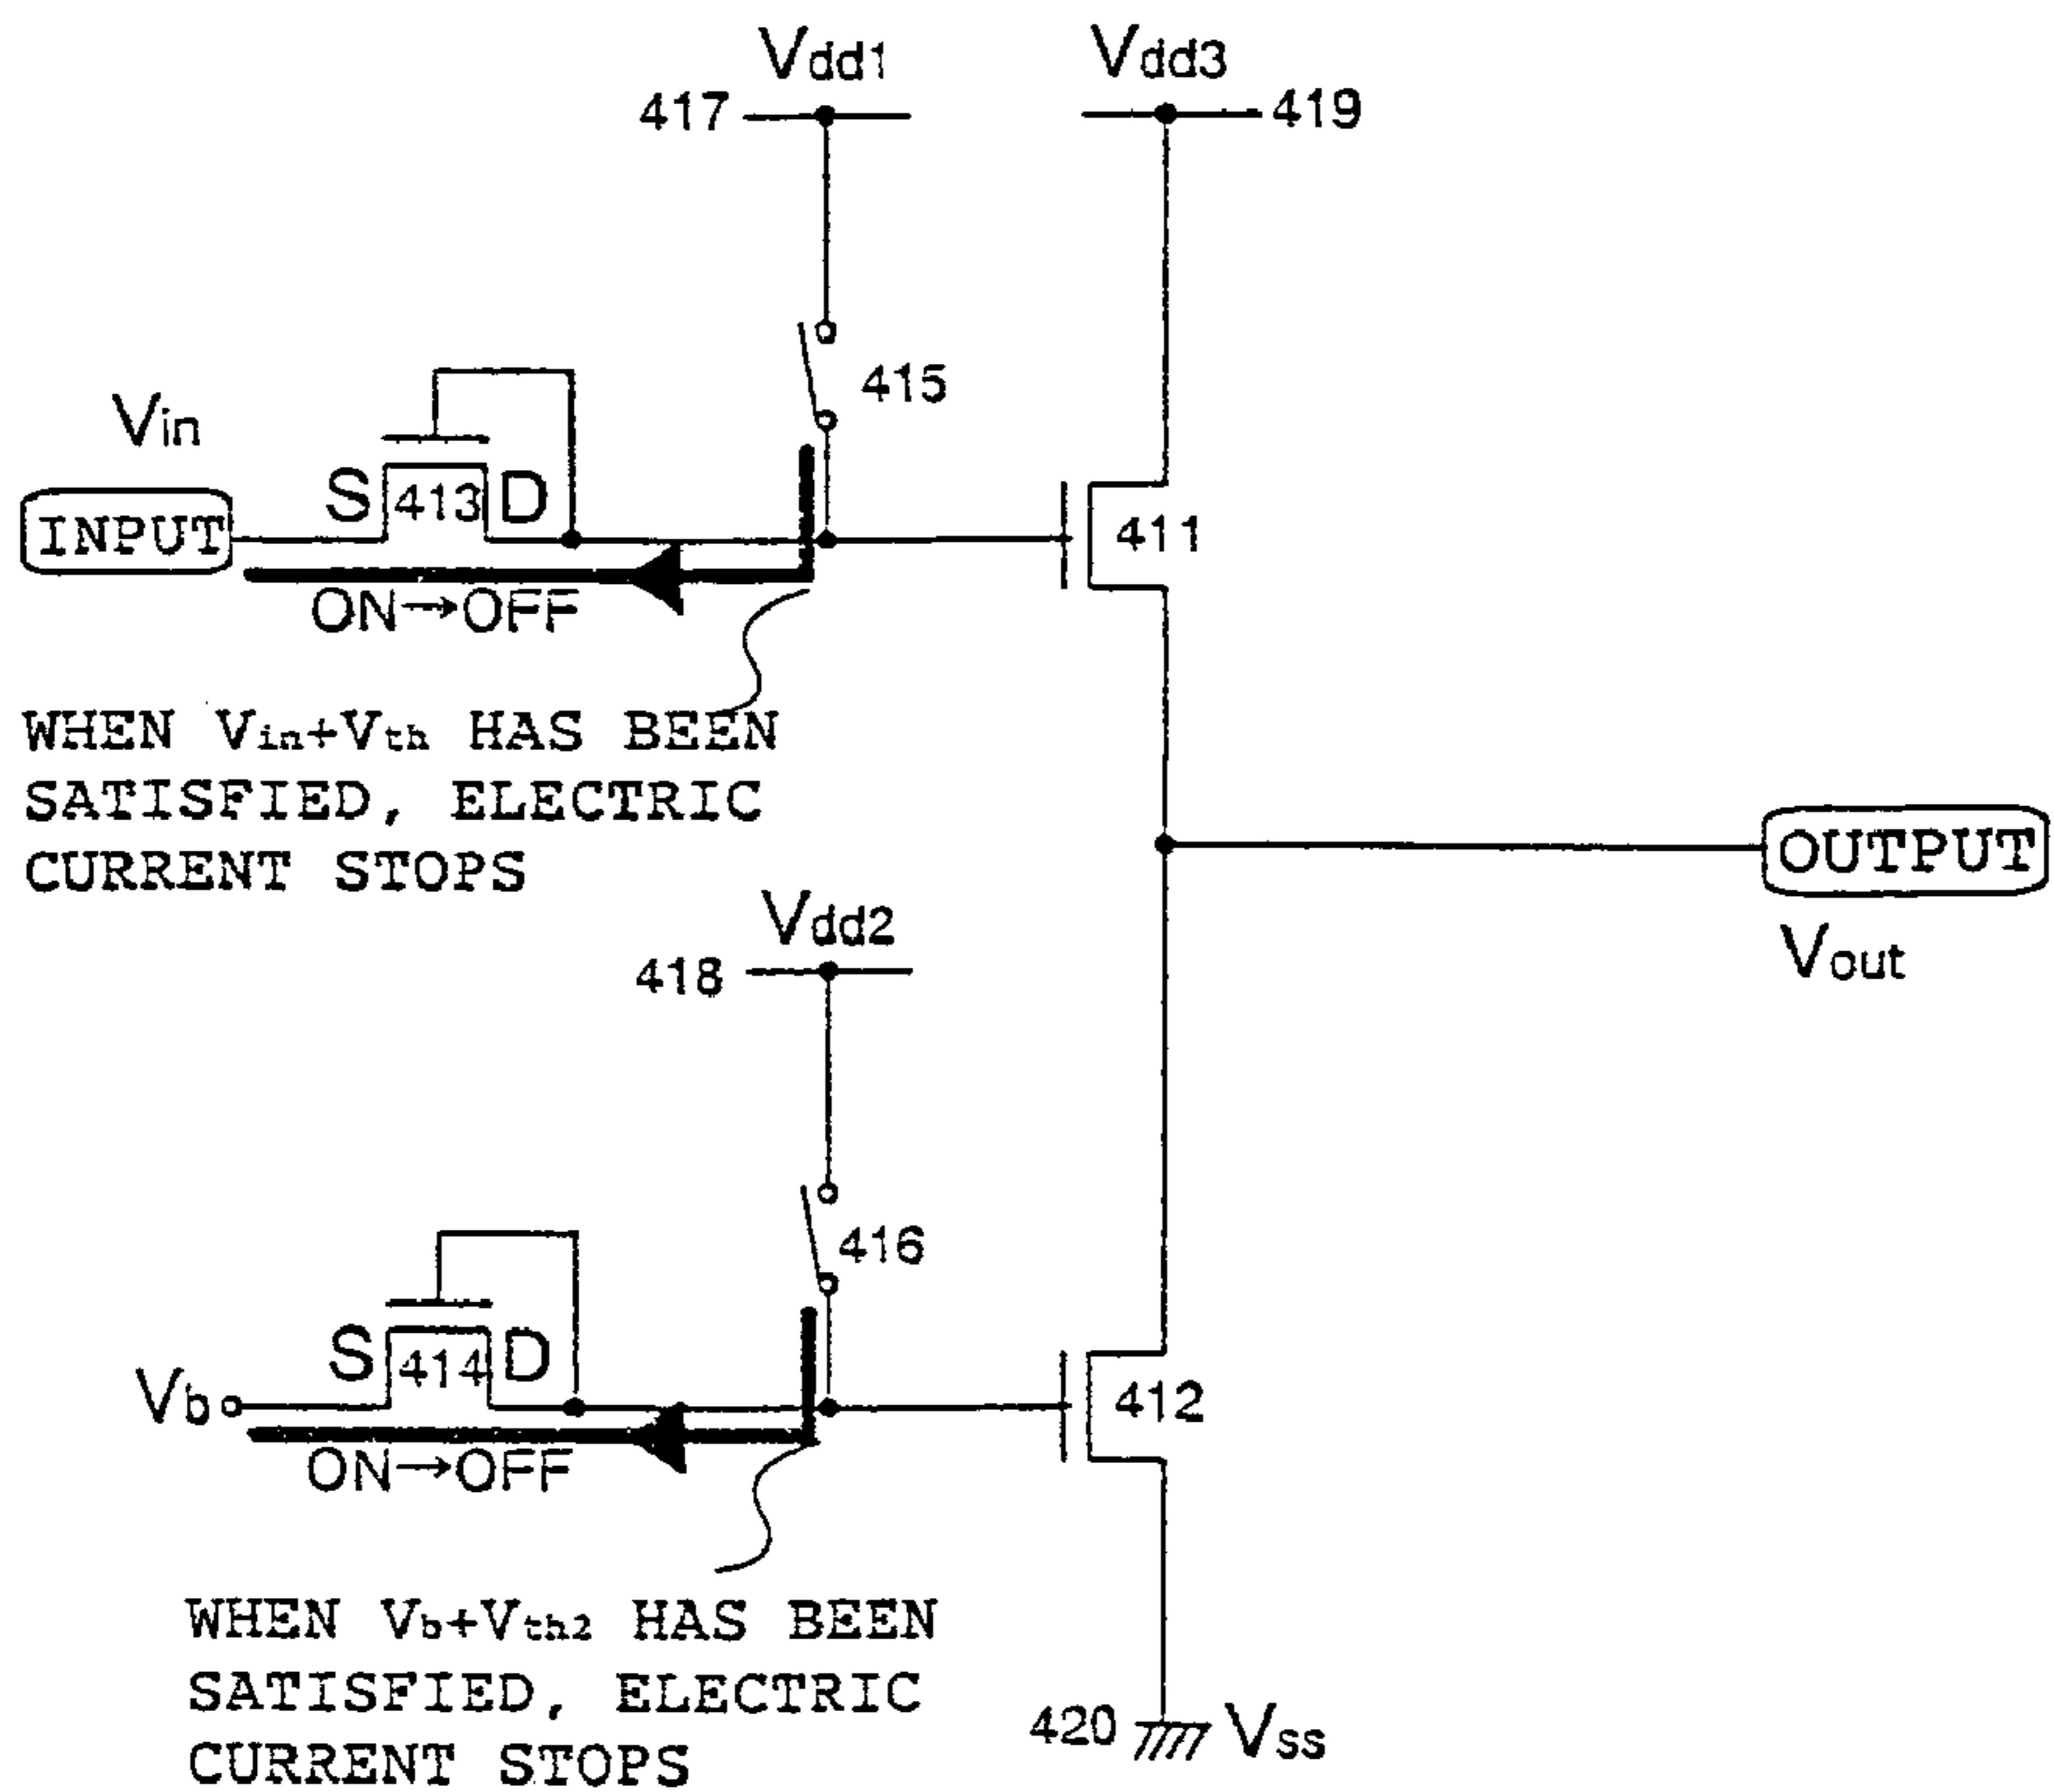 Vdd1
Vdd3
417
419
415
Vin
S 413 D
INPUT
411
ON→OFF
WHEN Vin+Vth HAS BEEN
SATISFIED, ELECTRIC
CURRENT STOPS
OUTPUT
Vout
Vdd2
418
416
S 414 D
Vb
412
ON→OFF
WHEN Vb+Vth2 HAS BEEN
SATISFIED, ELECTRIC
CURRENT STOPS
420
Vss